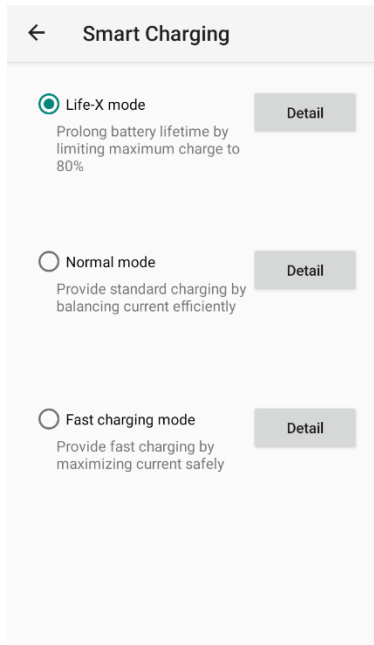 Smart Charging
Life-X mode
Detail
Prolong battery lifetime by
limiting maximum charge to
80%
Normal mode
Detail
Provide standard charging by
balancing current efficiently
Fast charging mode
Detail
Provide fast charging by
maximizing current safely